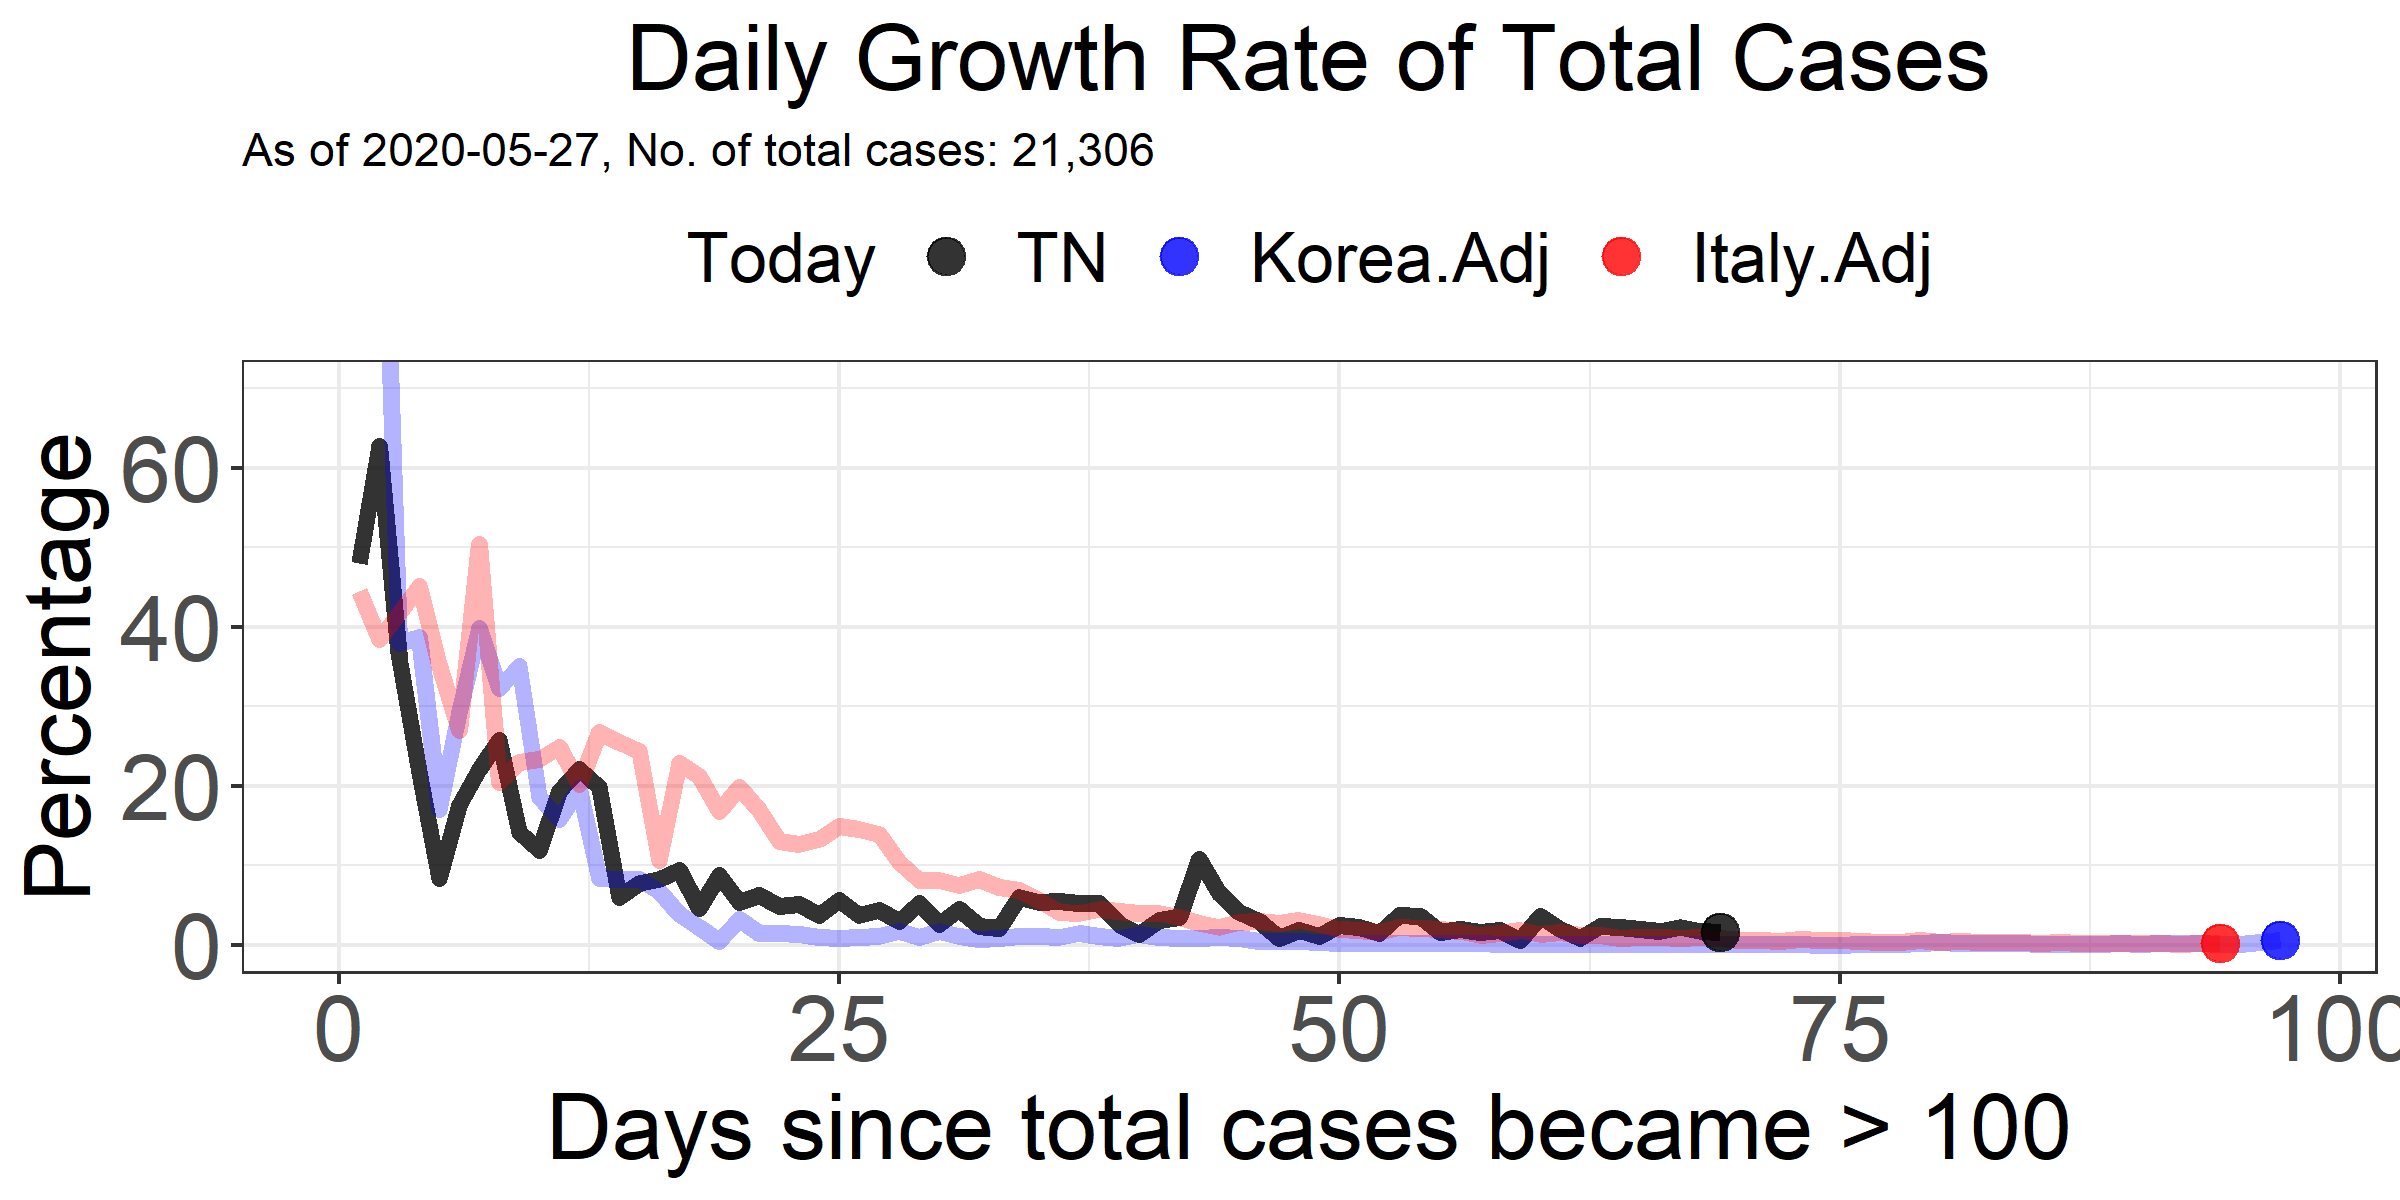 Daily Growth Rate of Total Cases
As of 2020-05-27, No. of total cases: 21,306
Today TN Korea.Adj Italy.Adj
Percentage
60
40
20
0
0 25 50 75 100
Days since total cases became > 100